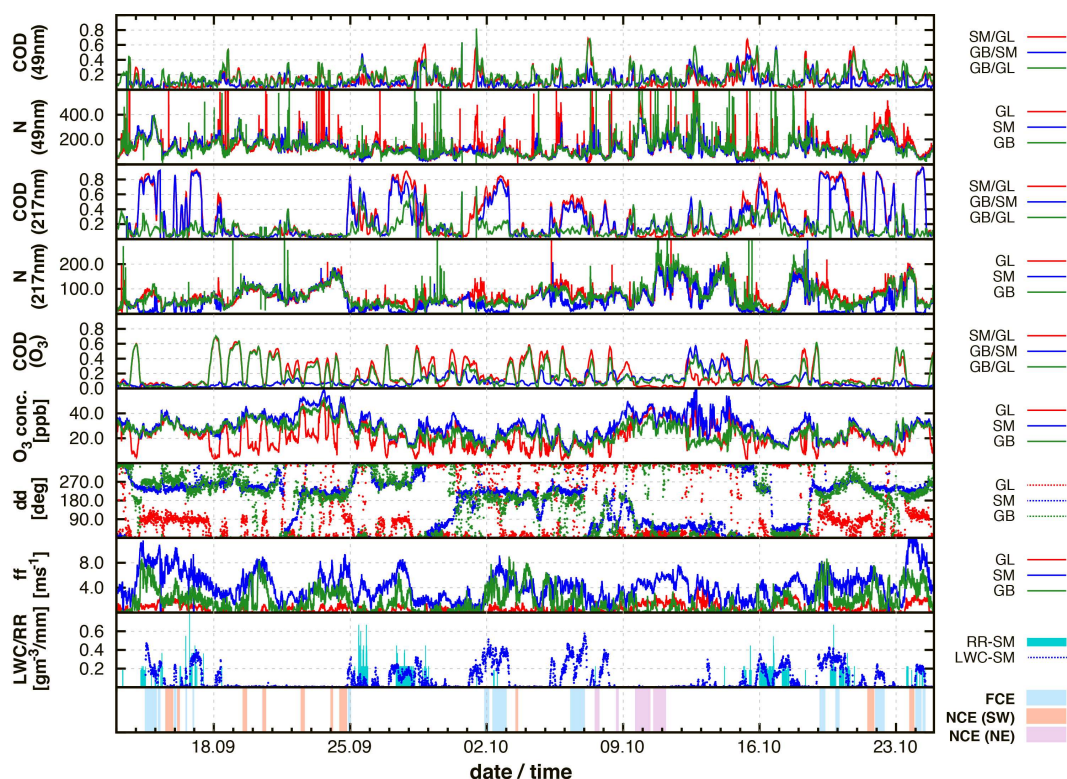 COD
(49nm)
0.8
0.6
0.4
0.2
SM/GL
GB/SM
GB/GL
N
(49nm)
400.0
200.0
GL
SM
GB
COD
(217nm)
0.8
0.6
0.4
0.2
SM/GL
GB/SM
GB/GL
N
(217nm)
200.0
100.0
GL
SM
GB
COD
(O3)
0.8
0.6
0.4
0.2
0.0
SM/GL
GB/SM
GB/GL
O3 conc.
[ppb]
40.0
20.0
GL
SM
GB
dd
[deg]
270.0
180.0
90.0
GL
SM
GB
ff
[ms-1]
8.0
4.0
GL
SM
GB
LWC/RR
[gm-3/mm]
0.6
0.4
0.2
RR-SM
LWC-SM
FCE
NCE (SW)
NCE (NE)
18.09 25.09 02.10 09.10 16.10 23.10
date / time